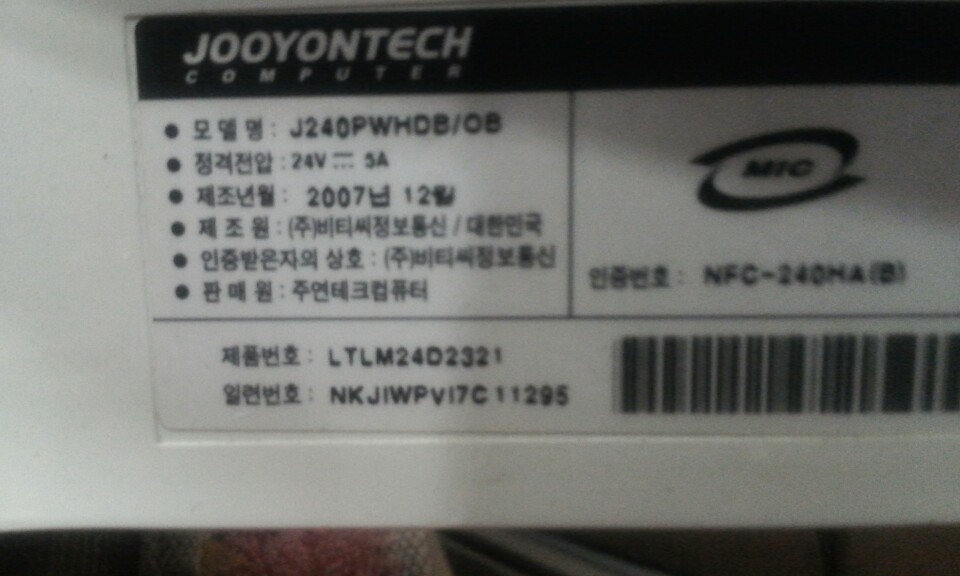 JOOYONTECH
COMPUTER
● 모델명 : J240PWHDB/OB
● 정격전압 : 24V ⎓ 5A
● 제조년월 : 2007년 12월
● 제조원 : (주)비티씨정보통신 / 대한민국
● 인증받은자의 상호 : (주)비티씨정보통신
● 판매원 : 주연테크컴퓨터
MIC
인증번호 : NFC-240HA(B)
제품번호 : LTLM24D2321
일련번호 : NKJIWPVI7C11295